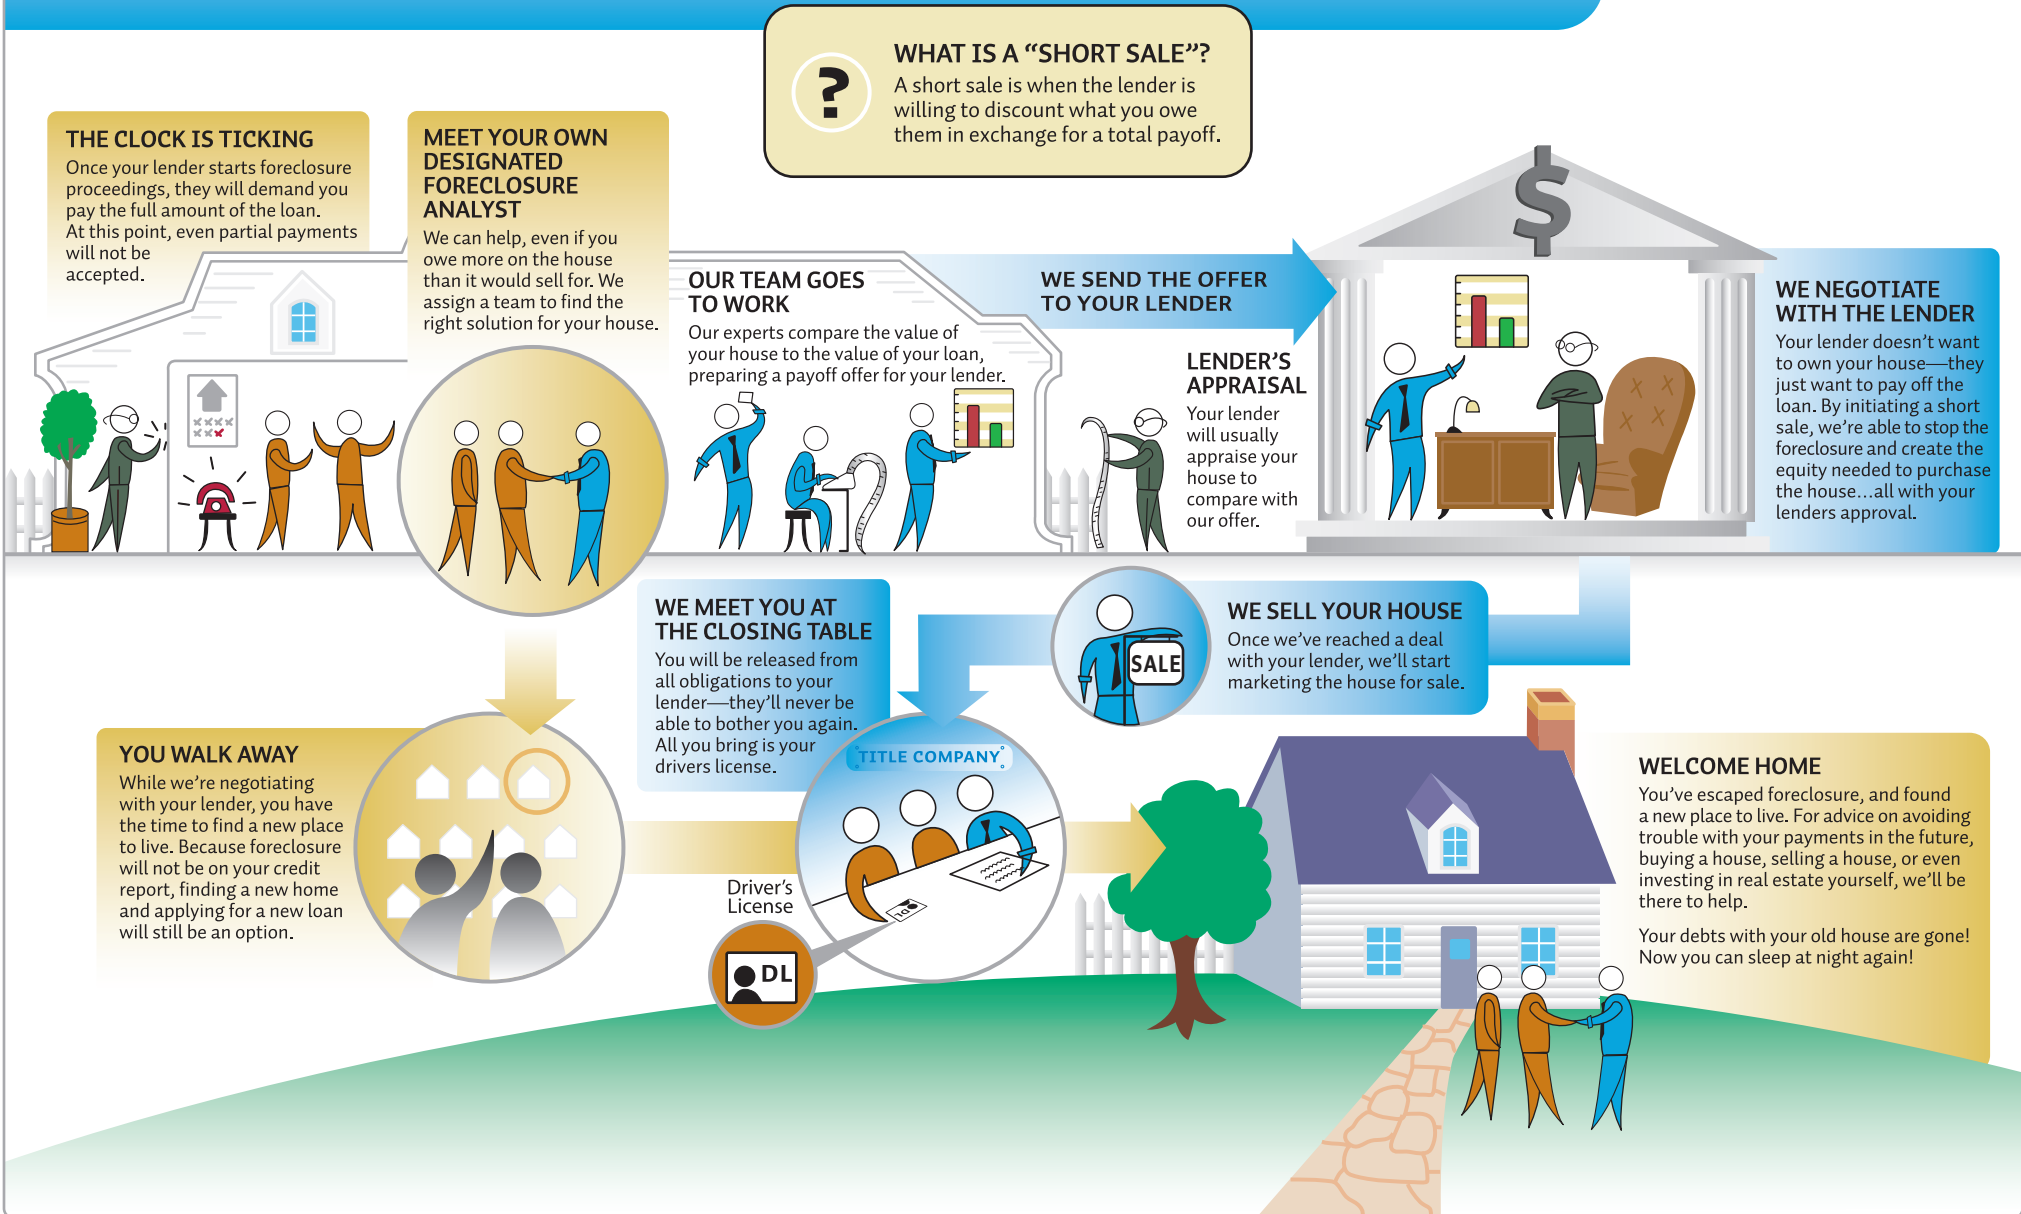 WHAT IS A “SHORT SALE”?
?
A short sale is when the lender is
willing to discount what you owe
them in exchange for a total payoff.
THE CLOCK IS TICKING
Once your lender starts foreclosure
proceedings, they will demand you
pay the full amount of the loan.
At this point, even partial payments
will not be
accepted.
MEET YOUR OWN
DESIGNATED
FORECLOSURE
ANALYST
We can help, even if you
owe more on the house
than it would sell for. We
assign a team to find the
right solution for your house.
OUR TEAM GOES
TO WORK
Our experts compare the value of
your house to the value of your loan,
preparing a payoff offer for your lender.
WE SEND THE OFFER
TO YOUR LENDER
LENDER’S
APPRAISAL
Your lender
will usually
appraise your
house to
compare with
our offer.
$
WE NEGOTIATE
WITH THE LENDER
Your lender doesn’t want
to own your house—they
just want to pay off the
loan. By initiating a short
sale, we’re able to stop the
foreclosure and create the
equity needed to purchase
the house...all with your
lenders approval.
WE SELL YOUR HOUSE
Once we’ve reached a deal
with your lender, we’ll start
marketing the house for sale.
SALE
WE MEET YOU AT
THE CLOSING TABLE
You will be released from
all obligations to your
lender—they’ll never be
able to bother you again.
All you bring is your
drivers license.
TITLE COMPANY
DL
Driver’s
License
DL
YOU WALK AWAY
While we’re negotiating
with your lender, you have
the time to find a new place
to live. Because foreclosure
will not be on your credit
report, finding a new home
and applying for a new loan
will still be an option.
WELCOME HOME
You’ve escaped foreclosure, and found
a new place to live. For advice on avoiding
trouble with your payments in the future,
buying a house, selling a house, or even
investing in real estate yourself, we’ll be
there to help.
Your debts with your old house are gone!
Now you can sleep at night again!